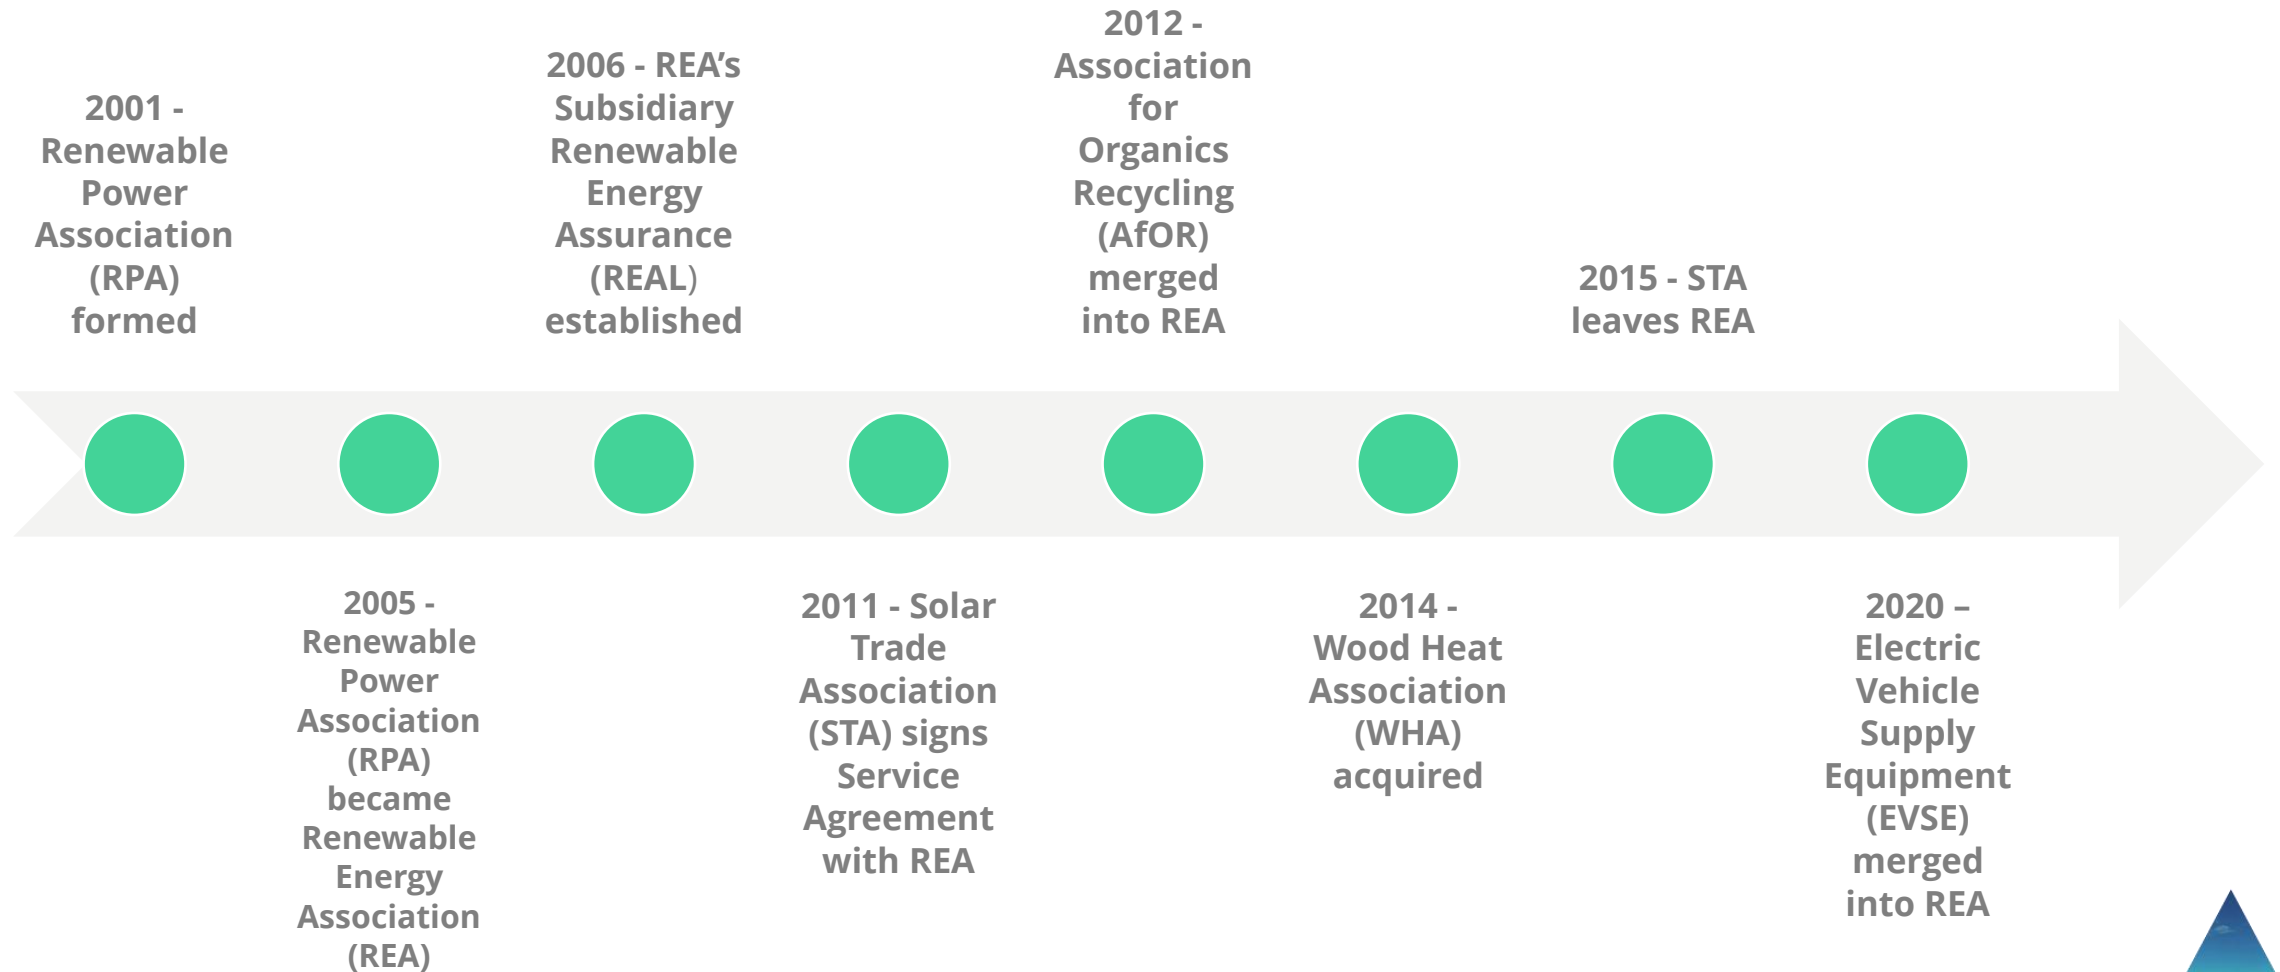 2001 -
Renewable
Power
Association
(RPA)
formed
2005 -
Renewable
Power
Association
(RPA)
became
Renewable
Energy
Association
(REA)
2006 - REA’s
Subsidiary
Renewable
Energy
Assurance
(REAL)
established
2011 - Solar
Trade
Association
(STA) signs
Service
Agreement
with REA
2012 -
Association
for
Organics
Recycling
(AfOR)
merged
into REA
2014 -
Wood Heat
Association
(WHA)
acquired
2015 - STA
leaves REA
2020 –
Electric
Vehicle
Supply
Equipment
(EVSE)
merged
into REA